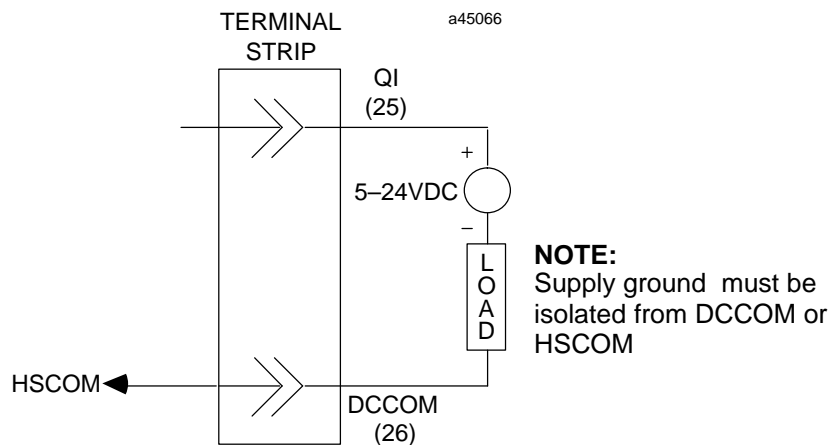 TERMINAL
STRIP
a45066
QI
(25)
+
5–24VDC
−
LOAD
NOTE:
Supply ground must be
isolated from DCCOM or
HSCOM
HSCOM
DCCOM
(26)